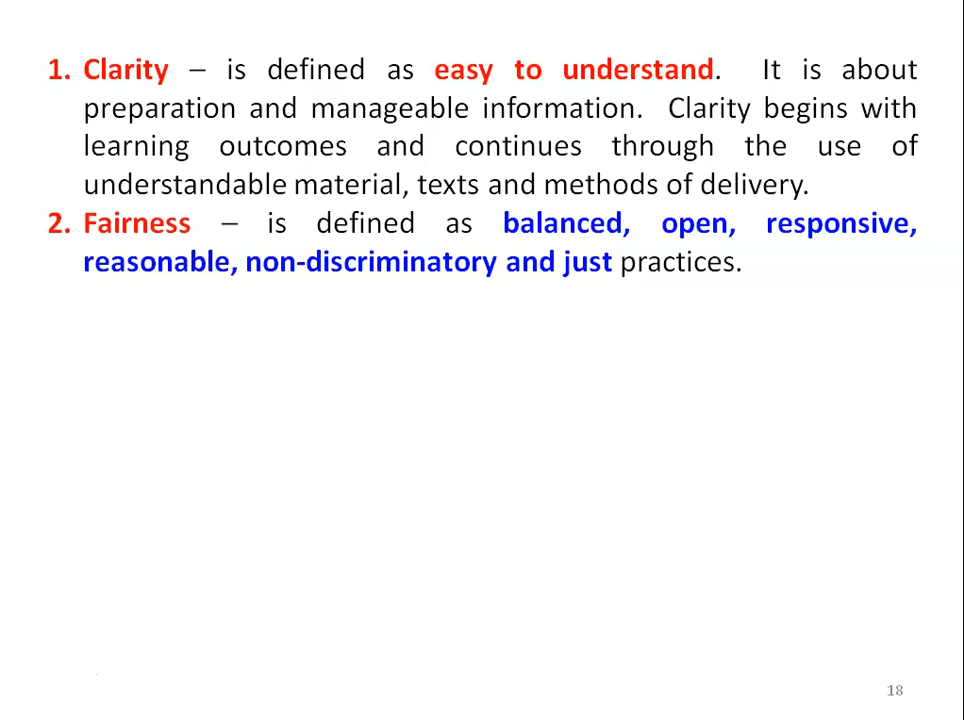 1. Clarity – is defined as easy to understand. It is about
preparation and manageable information. Clarity begins with
learning outcomes and continues through the use of
understandable material, texts and methods of delivery.
2. Fairness – is defined as balanced, open, responsive,
reasonable, non-discriminatory and just practices.
18